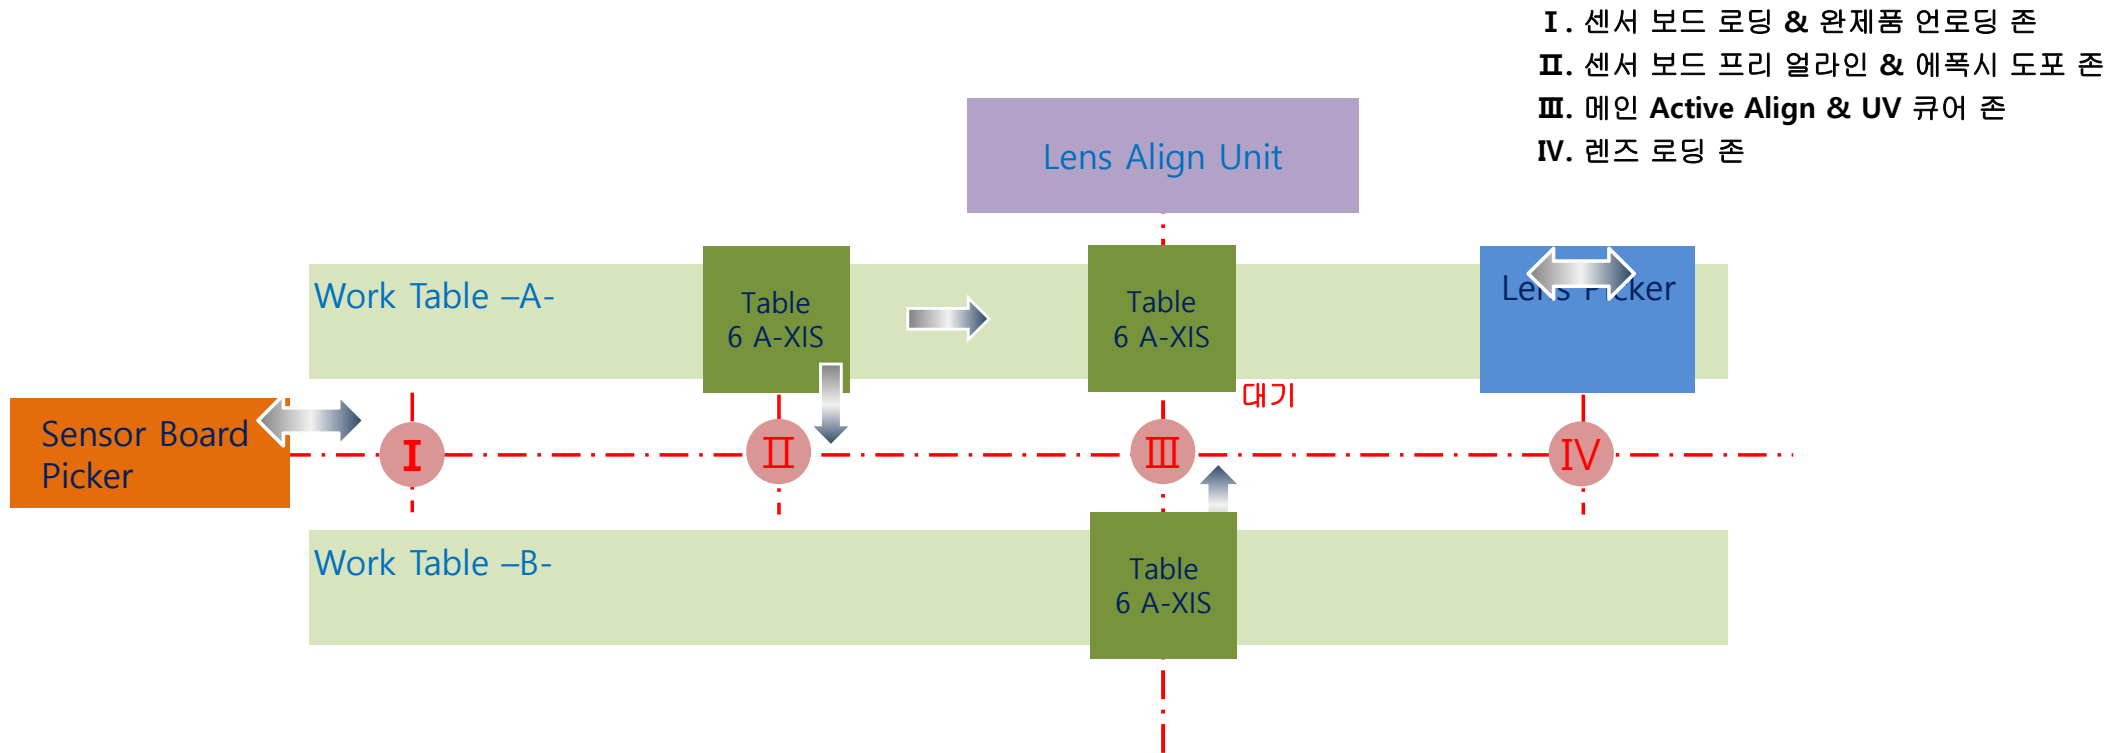 Ⅰ. 센서 보드 로딩 & 완제품 언로딩 존
Ⅱ. 센서 보드 프리 얼라인 & 에폭시 도포 존
Ⅲ. 메인 Active Align & UV 큐어 존
Ⅳ. 렌즈 로딩 존
Lens Align Unit
Work Table –A-
Table
6 A-XIS
Table
6 A-XIS
Lens Picker
대기
Sensor Board
Picker
Ⅰ
Ⅱ
Ⅲ
Ⅳ
Work Table –B-
Table
6 A-XIS